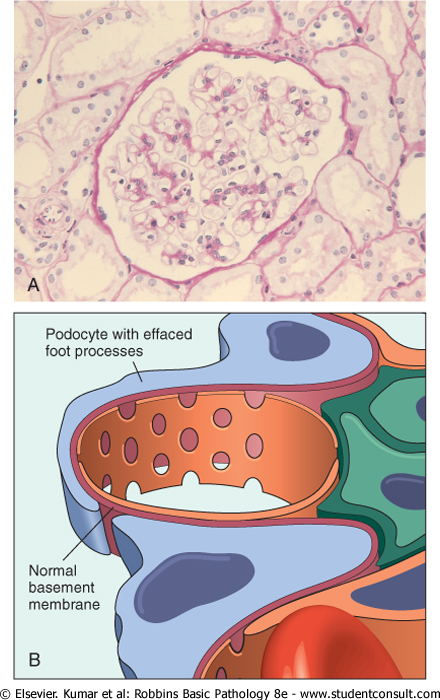 A
Podocyte with effaced
foot processes
Normal
basement
membrane
B
© Elsevier. Kumar et al: Robbins Basic Pathology 8e - www.studentconsult.com